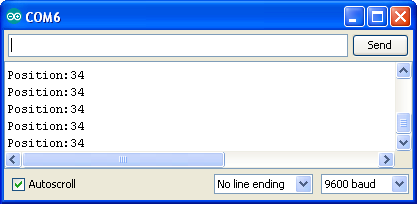 COM6
Send
Position:34
Position:34
Position:34
Position:34
Position:34
Autoscroll
No line ending
9600 baud